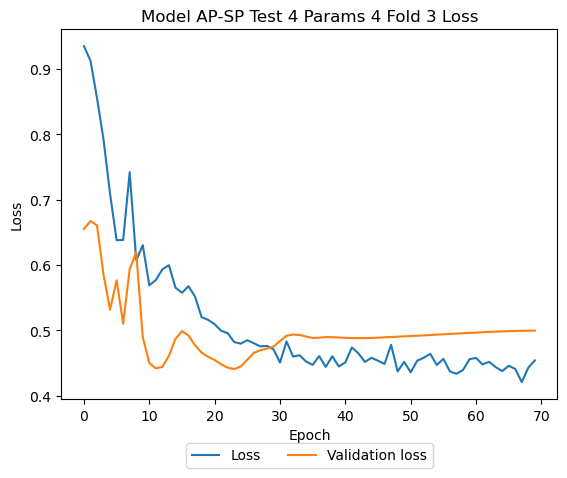 Model AP-SP Test 4 Params 4 Fold 3 Loss
Loss
0.9
0.8
0.7
0.6
0.5
0.4
0 10 20 30 40 50 60 70
Epoch
Loss Validation loss